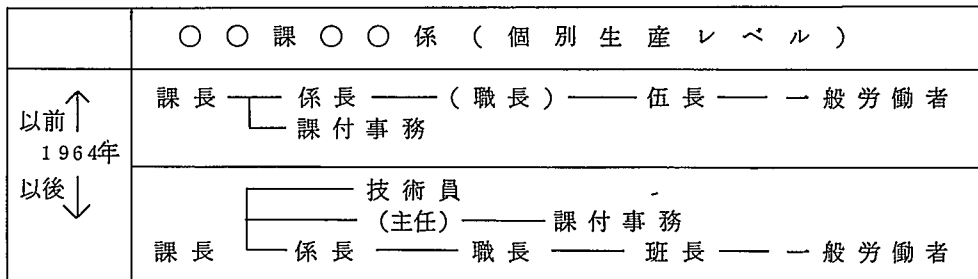 ○○課○○係(個別生産レベル)
課長 係長 (職長) 伍長 一般労働者
以前
課付事務
1964年
以後
技術員
(主任) 課付事務
課長 係長 職長 班長 一般労働者